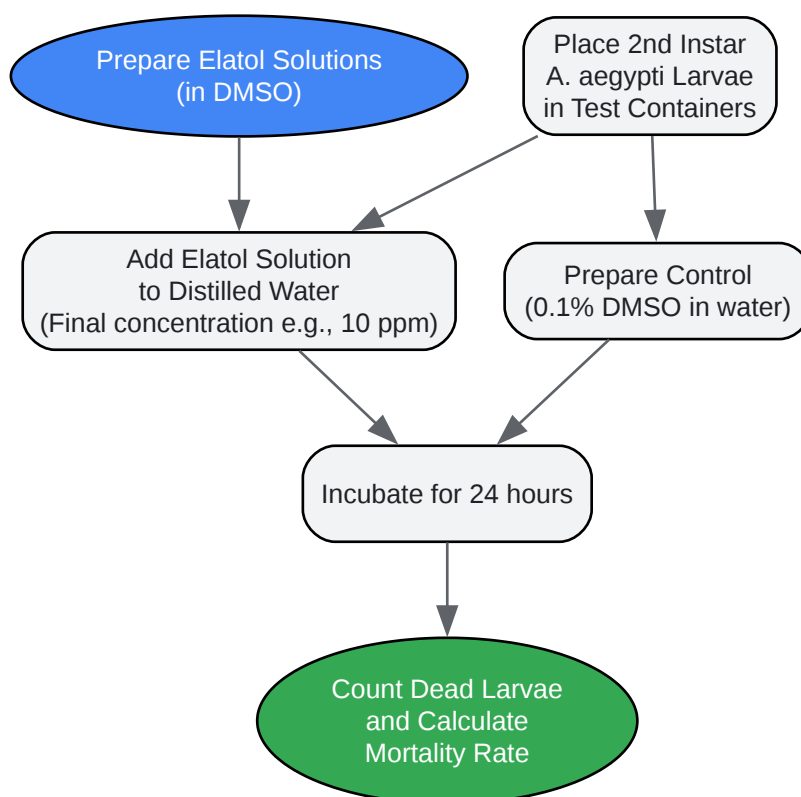 Prepare Elatol Solutions
(in DMSO)
Place 2nd Instar
A. aegypti Larvae
in Test Containers
Add Elatol Solution
to Distilled Water
(Final concentration e.g., 10 ppm)
Prepare Control
(0.1% DMSO in water)
Incubate for 24 hours
Count Dead Larvae
and Calculate
Mortality Rate